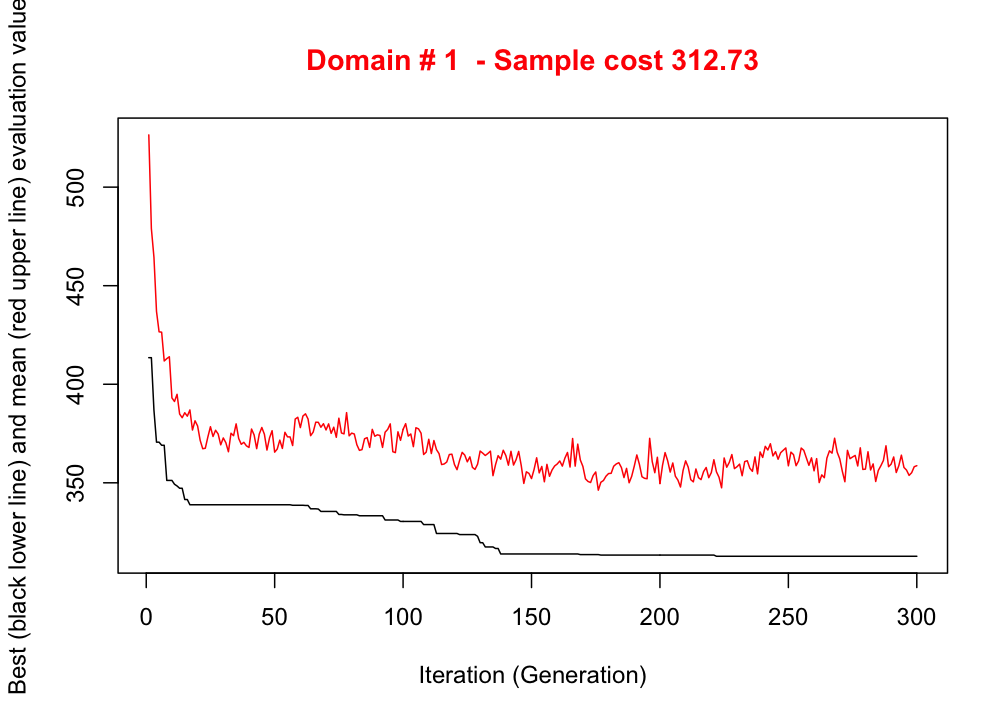 Domain # 1  - Sample cost 312.73
Best (black lower line) and mean (red upper line) evaluation value
500
450
400
350
0 50 100 150 200 250 300
Iteration (Generation)